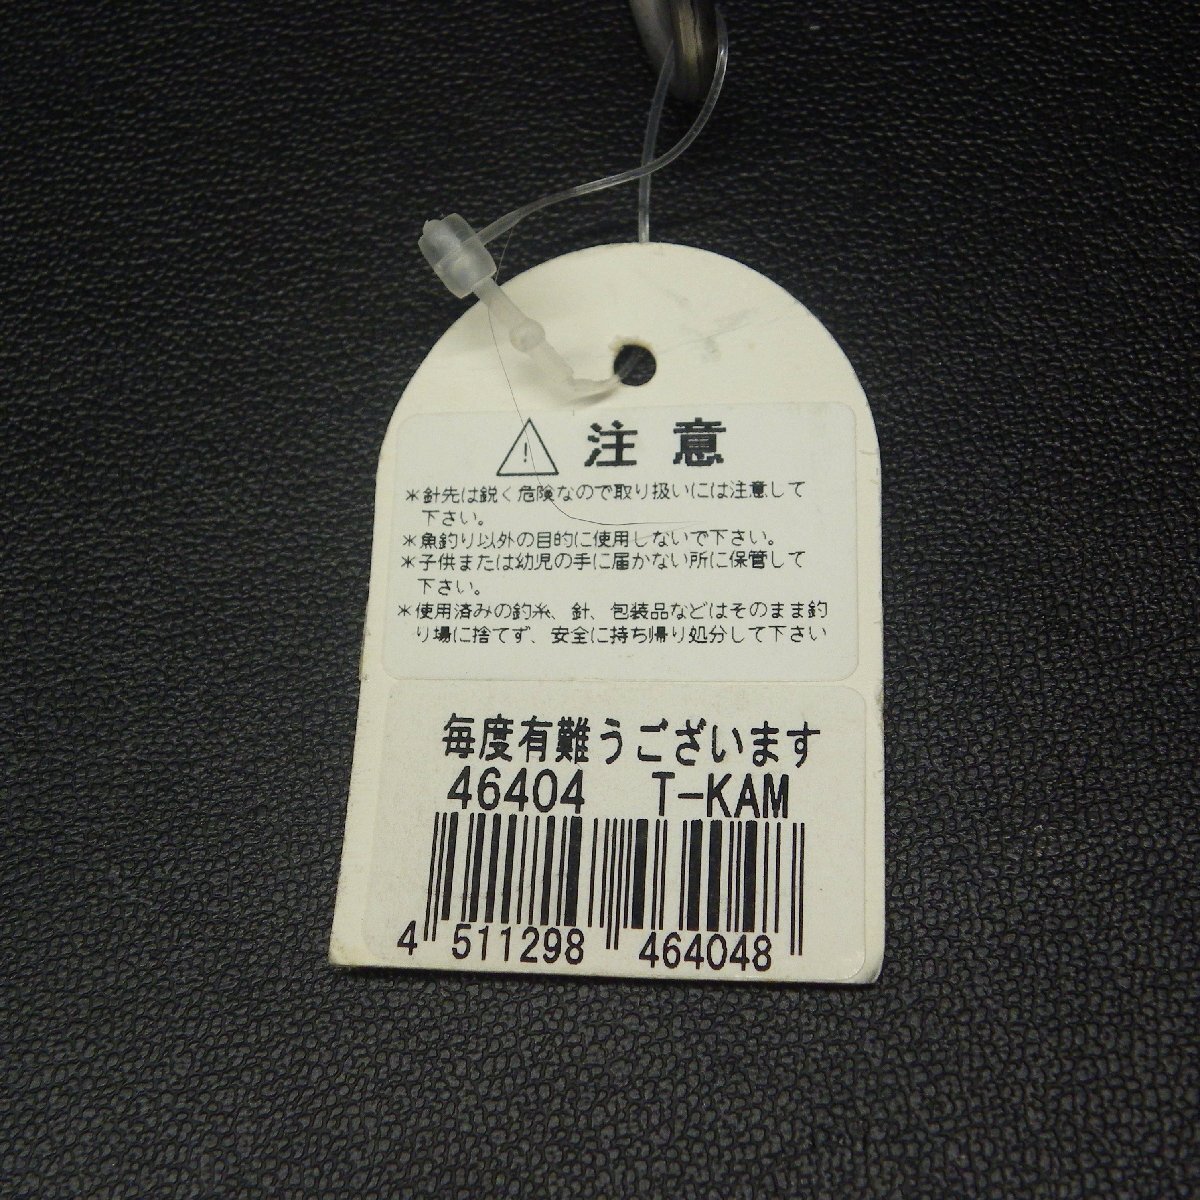 注意
＊針先は鋭く危険なので取り扱いには注意して
下さい。
＊魚釣り以外の目的に使用しないで下さい。
＊子供または幼児の手に届かない所に保管して
下さい。
＊使用済みの釣糸、針、包装品などはそのまま釣
り場に捨てず、安全に持ち帰り処分して下さい
毎度有難うございます
46404 T-KAM
4 511298 464048